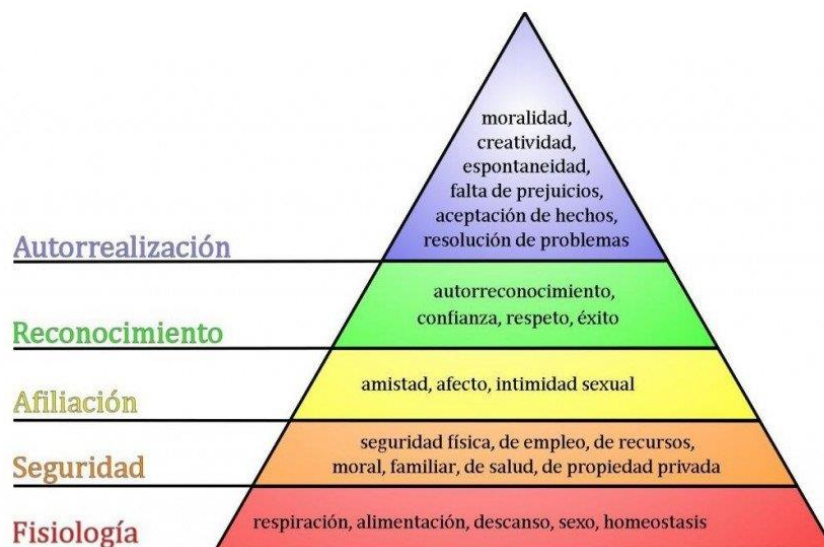 moralidad,
creatividad,
espontaneidad,
falta de prejuicios,
aceptación de hechos,
resolución de problemas
Autorrealización
autorreconocimiento,
confianza, respeto, éxito
Reconocimiento
amistad, afecto, intimidad sexual
Afiliación
seguridad física, de empleo, de recursos,
moral, familiar, de salud, de propiedad privada
Seguridad
respiración, alimentación, descanso, sexo, homeostasis
Fisiología